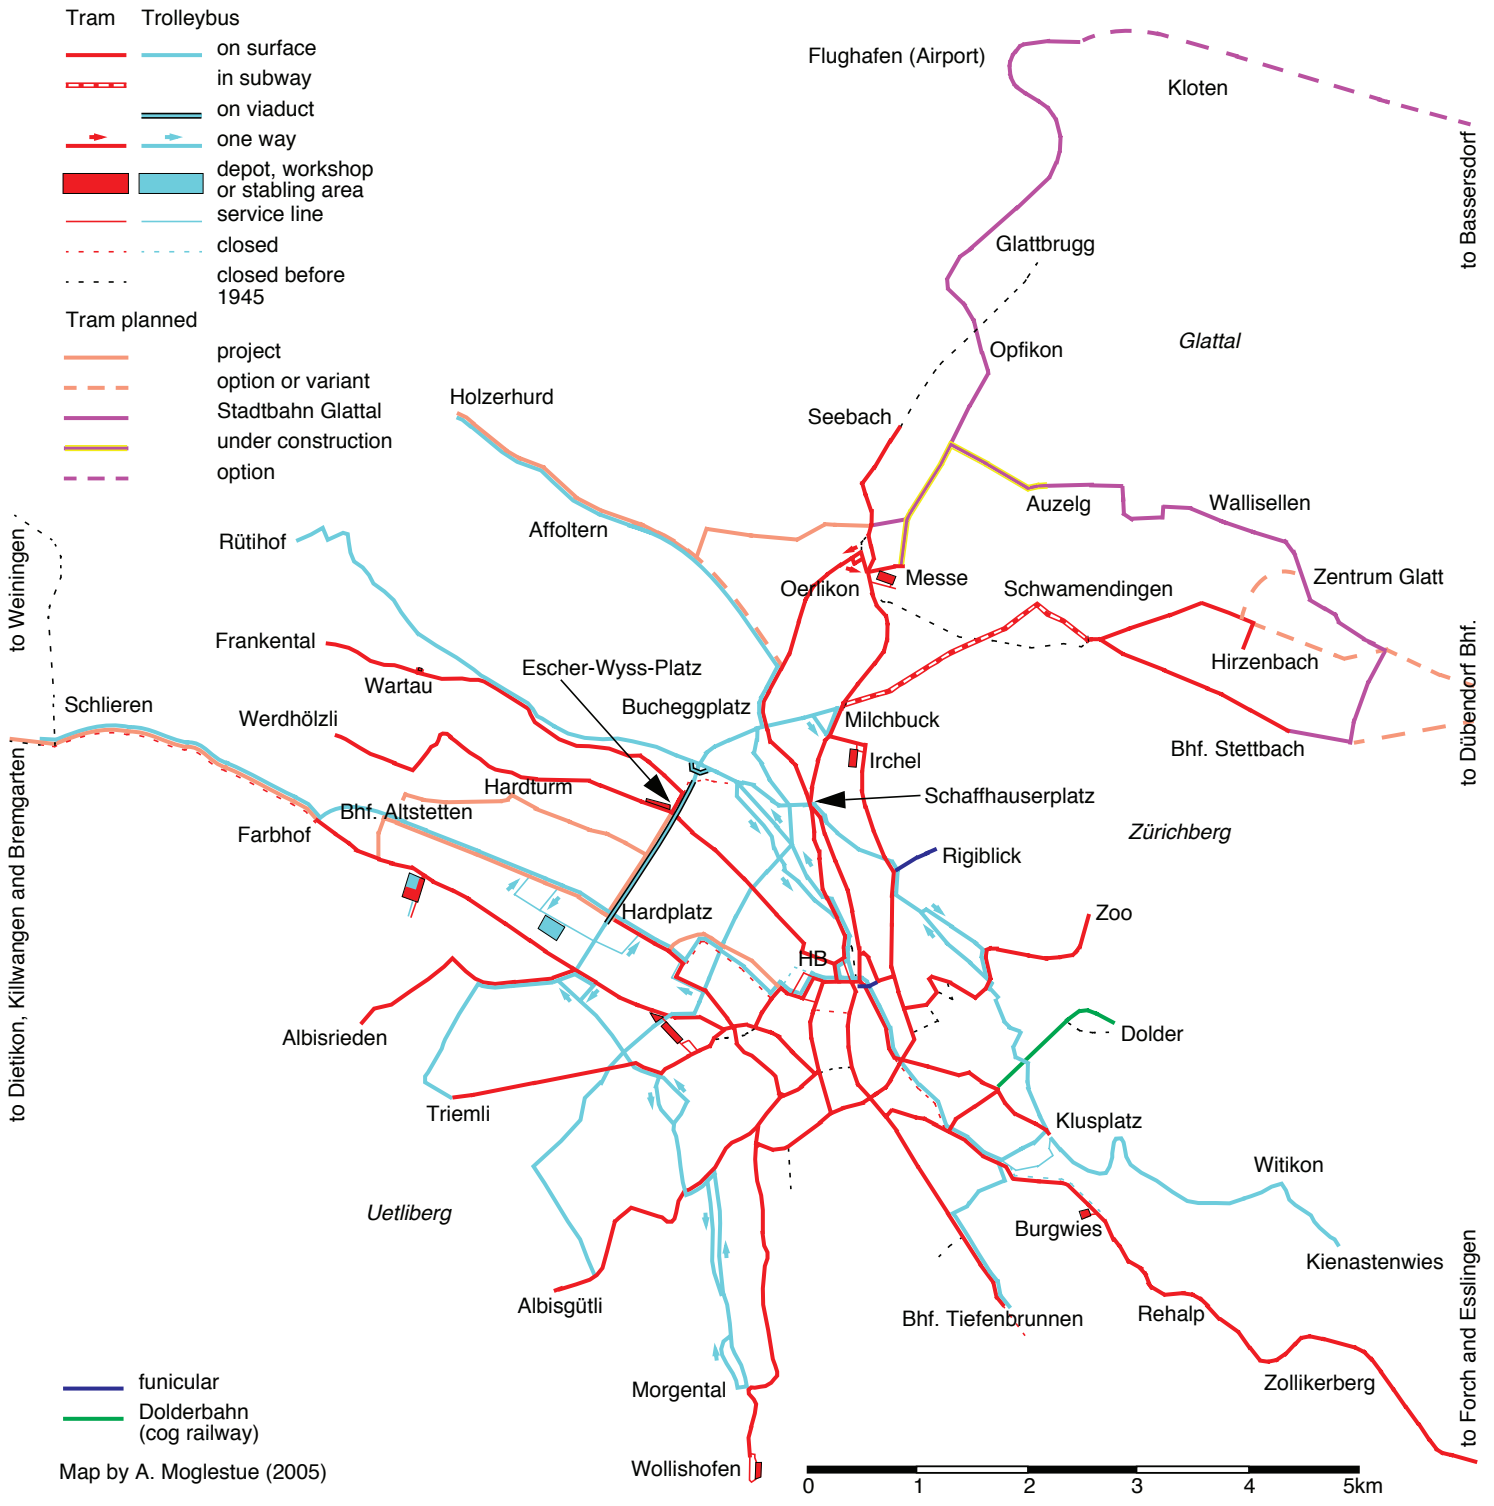 Tram Trolleybus
on surface
in subway
on viaduct
one way
depot, workshop
or stabling area
service line
closed
closed before
1945
Tram planned
project
option or variant
Stadtbahn Glattal
under construction
option
Flughafen (Airport)
Kloten
to Bassersdorf
Glattbrugg
Glattal
Opfikon
Holzerhurd
Seebach
Affoltern
Auzelg
Wallisellen
Rütihof
to Weiningen
Oerlikon
Messe
Schwamendingen
Zentrum Glatt
Frankental
Wartau
Escher-Wyss-Platz
Hirzenbach
to Dübendorf Bhf.
Schlieren
Werdhölzli
Bucheggplatz
Milchbuck
Irchel
Bhf. Stettbach
Hardturm
Schaffhauserplatz
Bhf. Altstetten
Farbhof
Zürichberg
Rigiblick
to Dietikon, Killwangen and Bremgarten
Hardplatz
Zoo
HB
Albisrieden
Dolder
Triemli
Klusplatz
Witikon
Uetliberg
Burgwies
Kienastenwies
Albisgütli
Bhf. Tiefenbrunnen
Rehalp
to Forch and Esslingen
Zollikerberg
Morgental
funicular
Dolderbahn
(cog railway)
Map by A. Moglestue (2005)
Wollishofen
0 1 2 3 4 5km